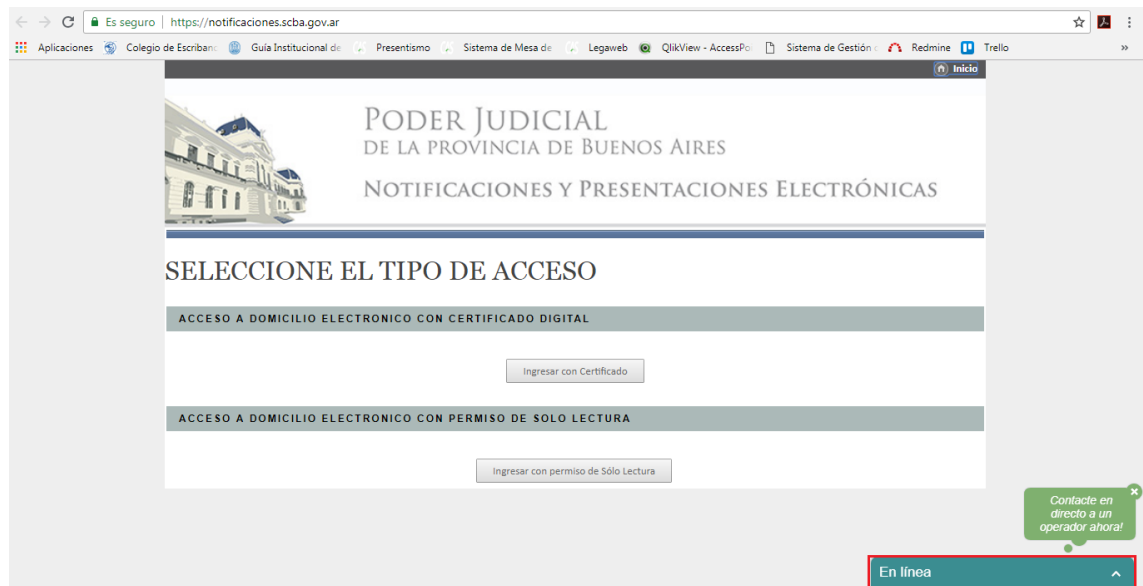 Es seguro | https://notificaciones.scba.gov.ar
Aplicaciones Colegio de Escriban Guía Institucional de Presentismo Sistema de Mesa de Legaweb QlikView - AccessPo Sistema de Gestión Redmine Trello »
Inicio
PODER JUDICIAL
DE LA PROVINCIA DE BUENOS AIRES
NOTIFICACIONES Y PRESENTACIONES ELECTRÓNICAS
SELECCIONE EL TIPO DE ACCESO
ACCESO A DOMICILIO ELECTRONICO CON CERTIFICADO DIGITAL
Ingresar con Certificado
ACCESO A DOMICILIO ELECTRONICO CON PERMISO DE SOLO LECTURA
Ingresar con permiso de Sólo Lectura
Contacte en
directo a un
operador ahora!
En línea